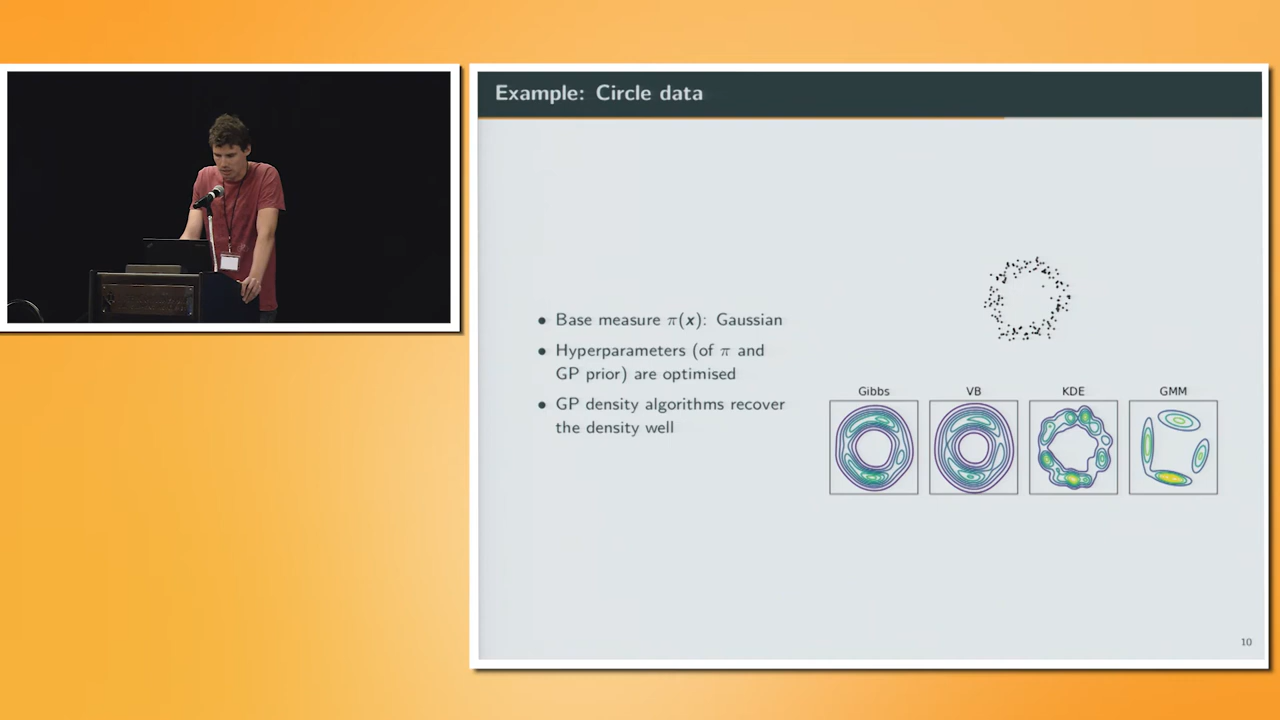 Example: Circle data
• Base measure π(x): Gaussian
• Hyperparameters (of π and
GP prior) are optimised
• GP density algorithms recover
the density well
Gibbs VB KDE GMM
10